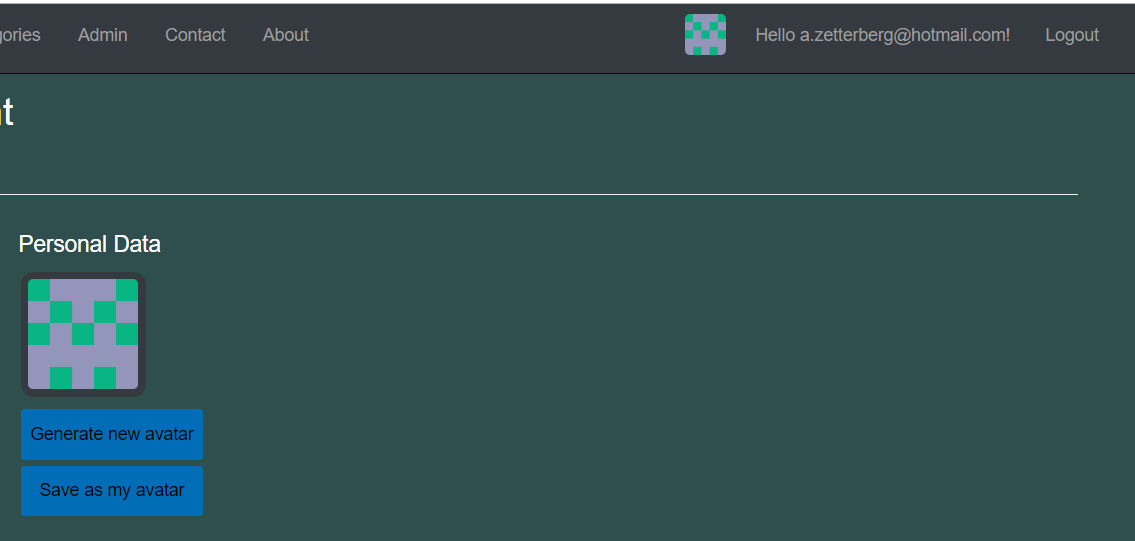 gories Admin Contact About Hello a.zetterberg@hotmail.com! Logout
t
Personal Data
Generate new avatar
Save as my avatar